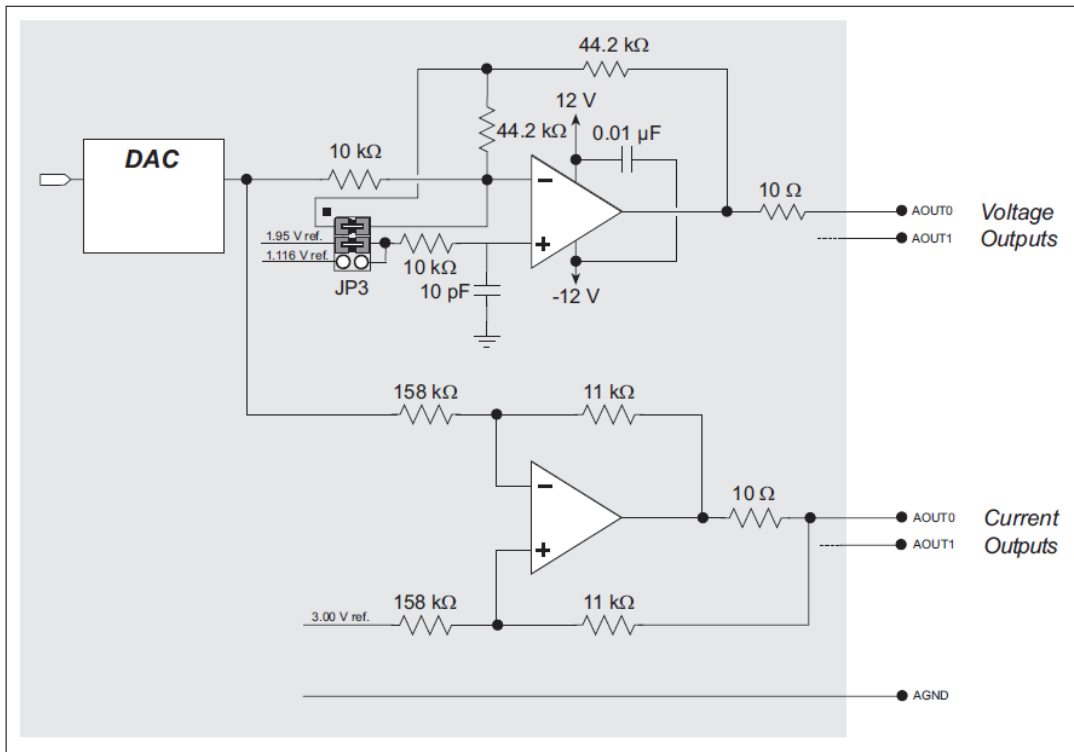 44.2 kΩ
12 V
44.2 kΩ
0.01 µF
DAC
10 kΩ
−
10 Ω
AOUT0
Voltage
Outputs
AOUT1
1.95 V ref.
+
1.116 V ref.
10 kΩ
JP3
10 pF
-12 V
158 kΩ
11 kΩ
−
10 Ω
AOUT0
Current
Outputs
AOUT1
+
3.00 V ref.
158 kΩ
11 kΩ
AGND